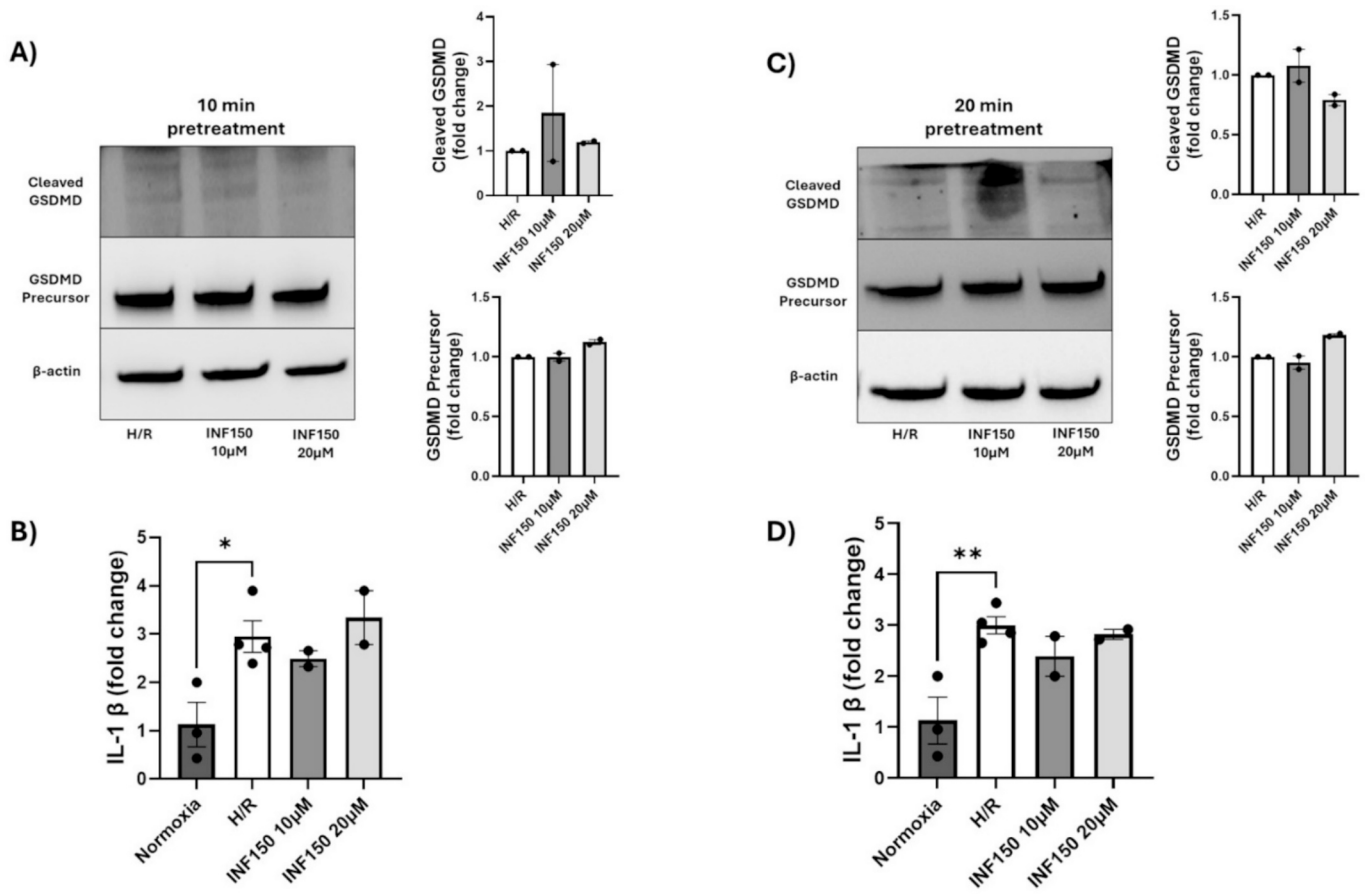 A)
10 min
pretreatment
Cleaved
GSDMD
GSDMD
Precursor
β-actin
H/R
INF150
10μM
INF150
20μM
Cleaved GSDMD
(fold change)
4
3
2
1
0
H/R
INF150 10μM
INF150 20μM
GSDMD Precursor
(fold change)
1.5
1.0
0.5
0.0
H/R
INF150 10μM
INF150 20μM
B)
IL-1 β (fold change)
5
4
3
2
1
0
*
Normoxia
H/R
INF150 10μM
INF150 20μM
C)
20 min
pretreatment
Cleaved
GSDMD
GSDMD
Precursor
β-actin
H/R
INF150
10μM
INF150
20μM
Cleaved GSDMD
(fold change)
1.5
1.0
0.5
0.0
H/R
INF150 10μM
INF150 20μM
GSDMD Precursor
(fold change)
1.5
1.0
0.5
0.0
H/R
INF150 10μM
INF150 20μM
D)
IL-1 β (fold change)
5
4
3
2
1
0
**
Normoxia
H/R
INF150 10μM
INF150 20μM